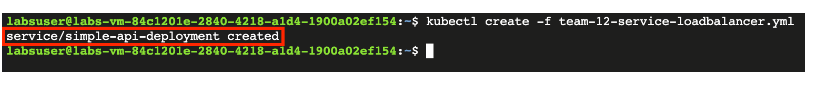 labsuser@labs-vm-84c1201e-2840-4218-a1d4-1900a02ef154:~$ kubectl create -f team-12-service-loadbalancer.yml
service/simple-api-deployment created
labsuser@labs-vm-84c1201e-2840-4218-a1d4-1900a02ef154:~$